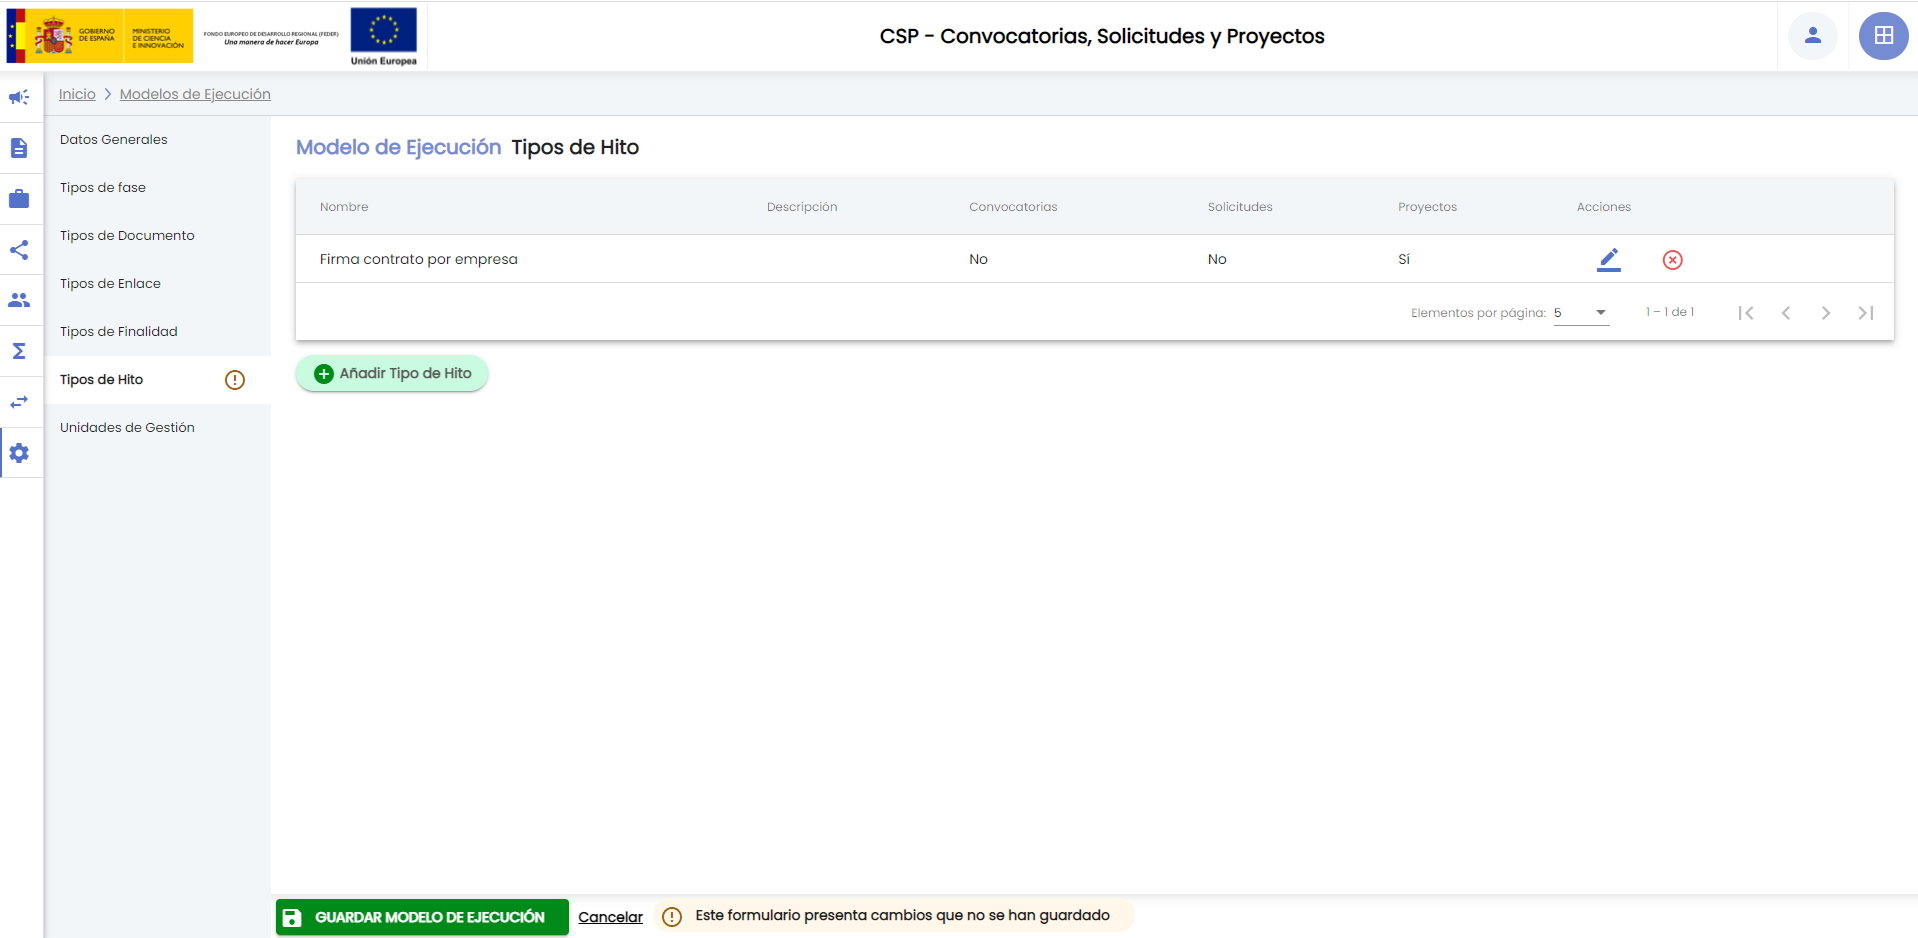 GOBIERNO
DE ESPAÑA
MINISTERIO
DE CIENCIA
E INNOVACIÓN
FONDO EUROPEO DE DESARROLLO REGIONAL (FEDER)
Una manera de hacer Europa
Unión Europea
CSP - Convocatorias, Solicitudes y Proyectos
Inicio > Modelos de Ejecución
Datos Generales
Tipos de fase
Tipos de Documento
Tipos de Enlace
Tipos de Finalidad
Tipos de Hito
Unidades de Gestión
Modelo de Ejecución Tipos de Hito
Nombre Descripción Convocatorias Solicitudes Proyectos Acciones
Firma contrato por empresa No No Sí
Elementos por página: 5 1 – 1 de 1
Añadir Tipo de Hito
GUARDAR MODELO DE EJECUCIÓN Cancelar Este formulario presenta cambios que no se han guardado